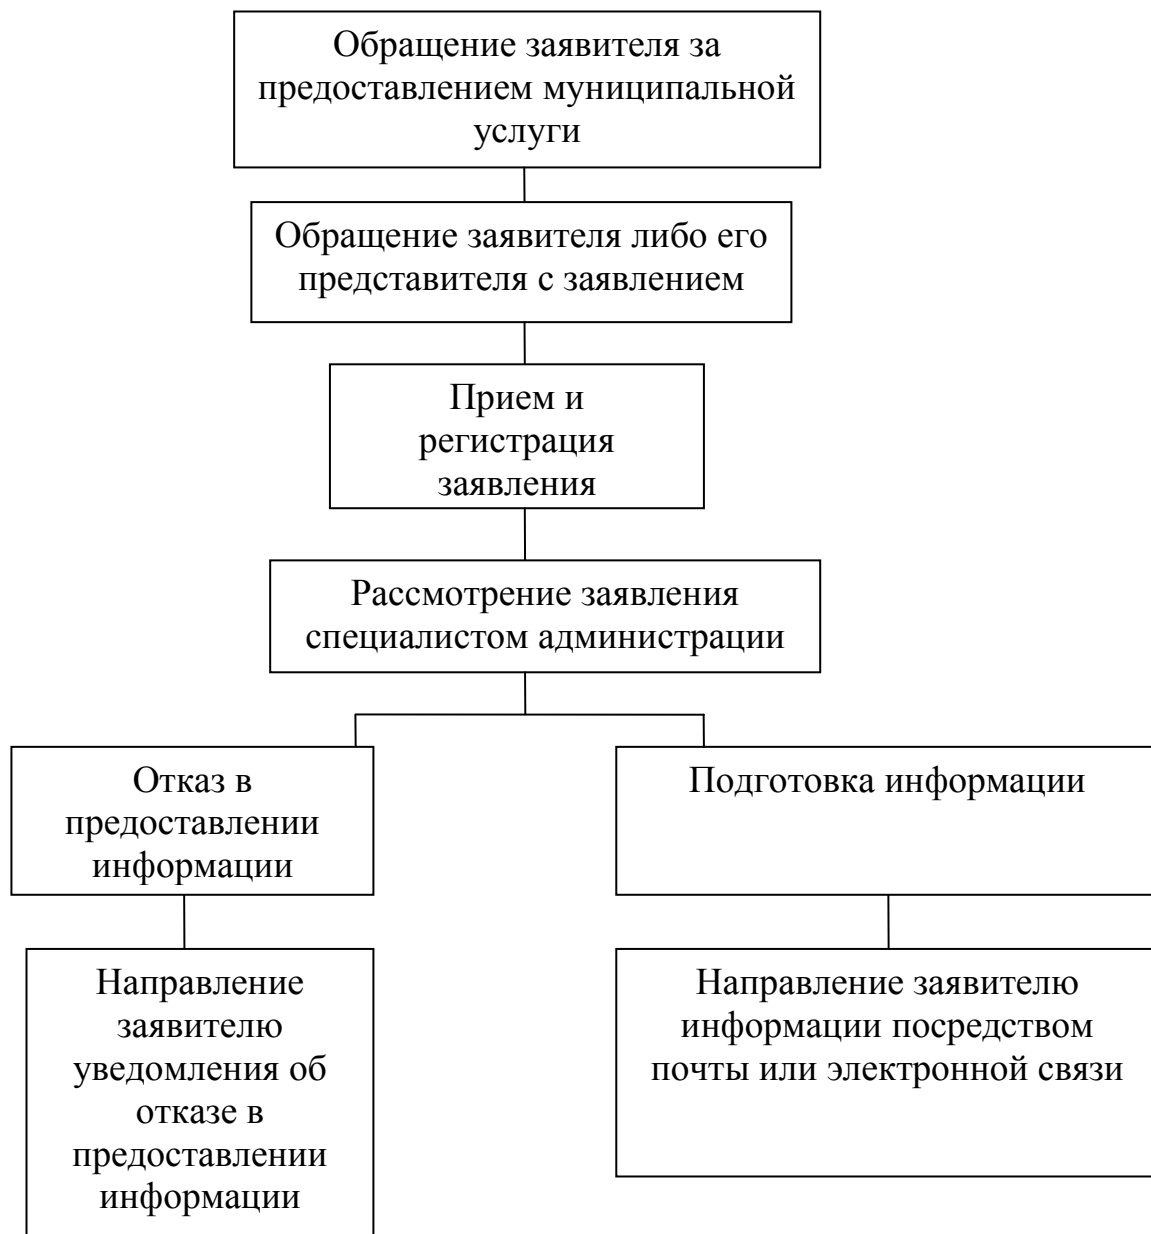 Обращение заявителя за
предоставлением муниципальной
услуги
Обращение заявителя либо его
представителя с заявлением
Прием и
регистрация
заявления
Рассмотрение заявления
специалистом администрации
Отказ в
предоставлении
информации
Подготовка информации
Направление
заявителю
уведомления об
отказе в
предоставлении
информации
Направление заявителю
информации посредством
почты или электронной связи